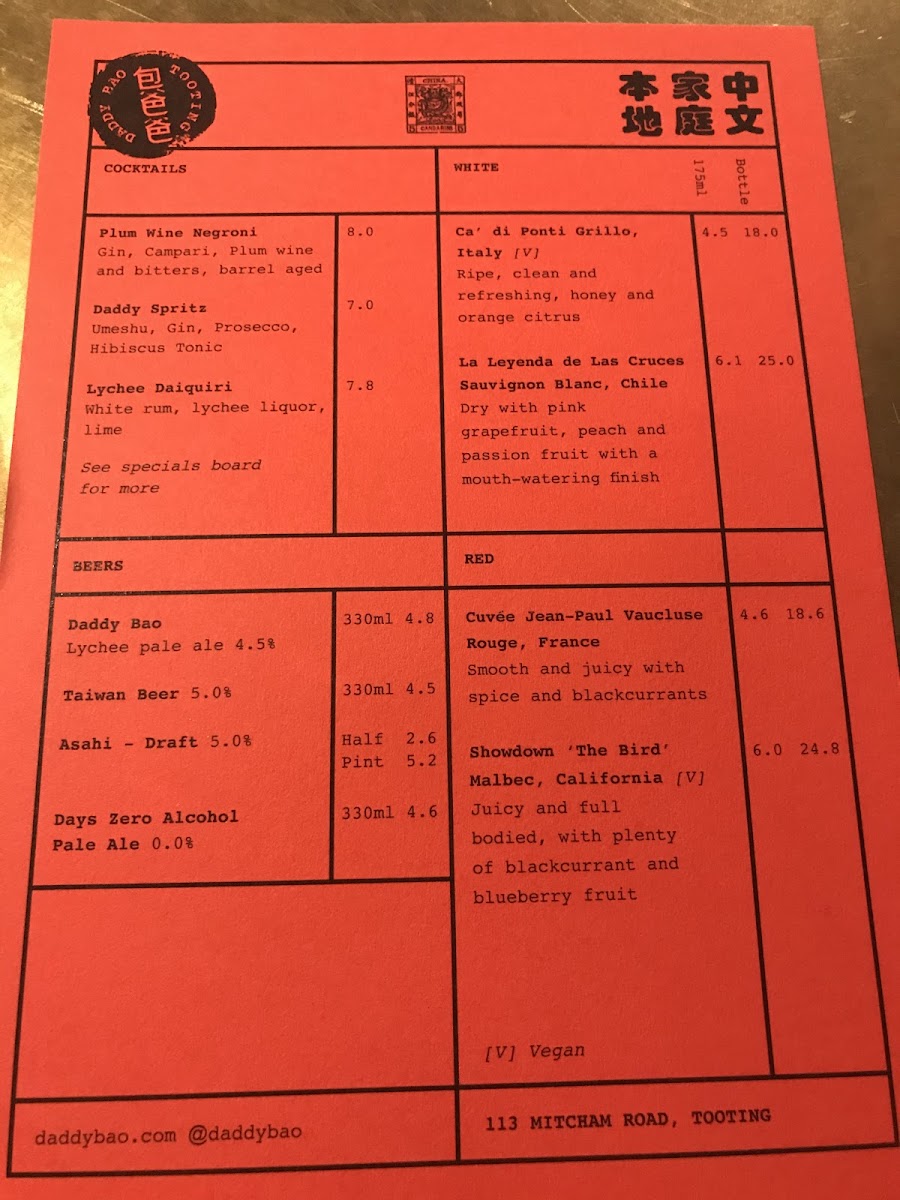 DADDY BAO TOOTING
包爸爸
CHINA
CANDARINS
本家中
地庭文
COCKTAILS
Plum Wine Negroni 8.0
Gin, Campari, Plum wine
and bitters, barrel aged
Daddy Spritz 7.0
Umeshu, Gin, Prosecco,
Hibiscus Tonic
Lychee Daiquiri 7.8
White rum, lychee liquor,
lime
See specials board
for more
WHITE 175ml Bottle
Ca' di Ponti Grillo, 4.5 18.0
Italy [V]
Ripe, clean and
refreshing, honey and
orange citrus
La Leyenda de Las Cruces 6.1 25.0
Sauvignon Blanc, Chile
Dry with pink
grapefruit, peach and
passion fruit with a
mouth-watering finish
BEERS
Daddy Bao 330ml 4.8
Lychee pale ale 4.5%
Taiwan Beer 5.0% 330ml 4.5
Asahi - Draft 5.0% Half 2.6
Pint 5.2
Days Zero Alcohol 330ml 4.6
Pale Ale 0.0%
RED
Cuvée Jean-Paul Vaucluse 4.6 18.6
Rouge, France
Smooth and juicy with
spice and blackcurrants
Showdown 'The Bird' 6.0 24.8
Malbec, California [V]
Juicy and full
bodied, with plenty
of blackcurrant and
blueberry fruit
[V] Vegan
daddybao.com @daddybao
113 MITCHAM ROAD, TOOTING